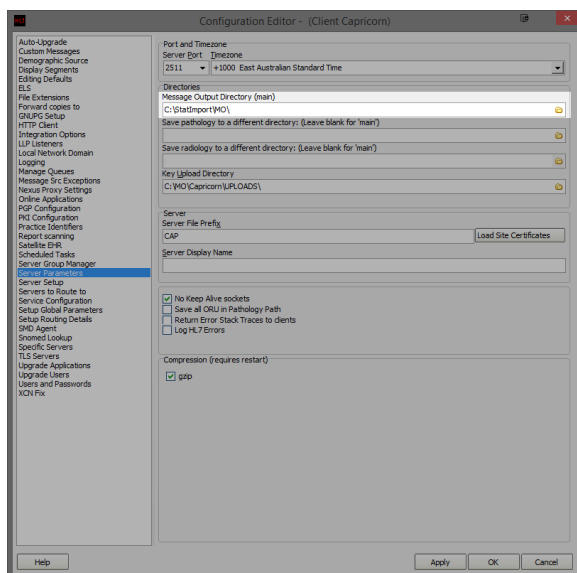 Configuration Editor - (Client Capricorn)
Auto-Upgrade
Custom Messages
Demographic Source
Display Segments
Editing Defaults
ELS
File Extensions
Forward copies to
GNUPG Setup
HTTP Client
Integration Options
LLP Listeners
Local Network Domain
Logging
Manage Queues
Message Src Exceptions
Nexus Proxy Settings
Online Applications
PGP Configuration
PKI Configuration
Practice Identifiers
Report scanning
Satellite EHR
Scheduled Tasks
Server Group Manager
Server Parameters
Server Setup
Servers to Route to
Service Configuration
Setup Global Parameters
Setup Routing Details
SMD Agent
Snomed Lookup
Specific Servers
TLS Servers
Upgrade Applications
Upgrade Users
Users and Passwords
XCN Fix
Port and Timezone
Server Port Timezone
2511 +1000 East Australian Standard Time
Directories
Message Output Directory (main)
C:\StatImport\MO\
Save pathology to a different directory: (Leave blank for 'main')
Save radiology to a different directory: (Leave blank for 'main')
Key Upload Directory
C:\MO\Capricorn\UPLOADS\
Server
Server File Prefix
CAP Load Site Certificates
Server Display Name
No Keep Alive sockets
Save all ORU in Pathology Path
Return Error Stack Traces to clients
Log HL7 Errors
Compression (requires restart)
gzip
Help Apply OK Cancel